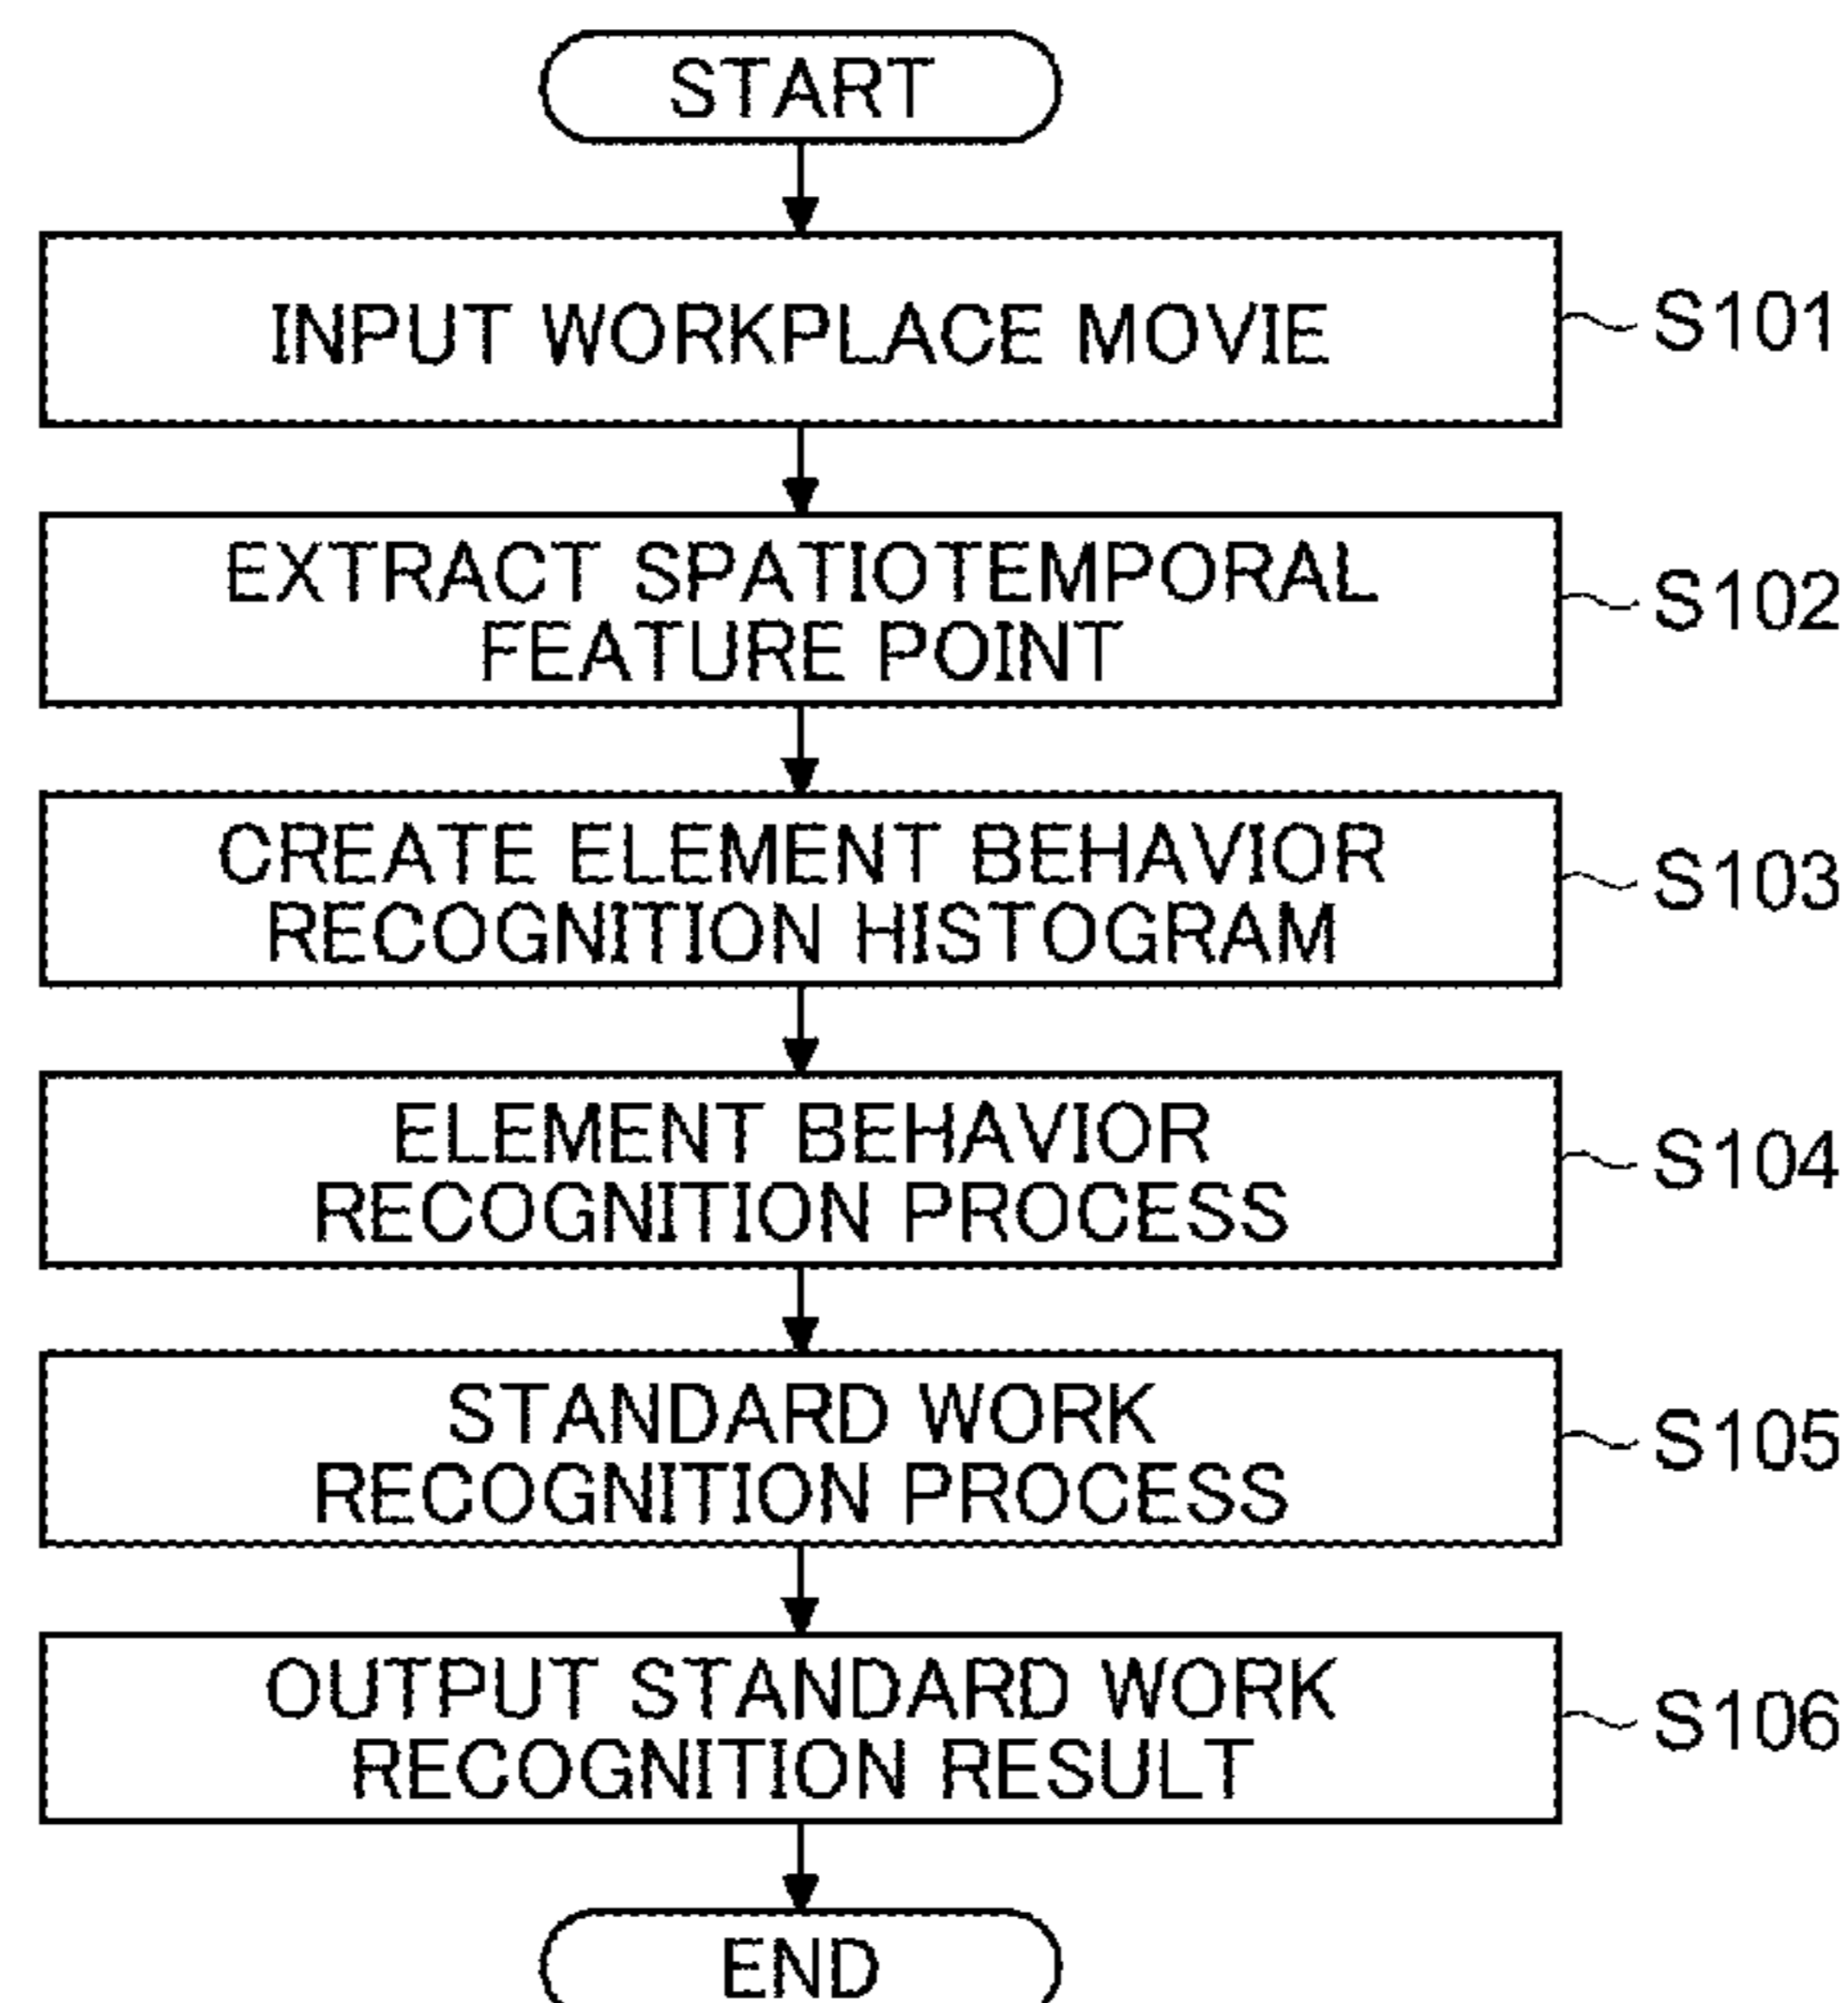 START
INPUT WORKPLACE MOVIE
S101
EXTRACT SPATIOTEMPORAL
FEATURE POINT
S102
CREATE ELEMENT BEHAVIOR
RECOGNITION HISTOGRAM
S103
ELEMENT BEHAVIOR
RECOGNITION PROCESS
S104
STANDARD WORK
RECOGNITION PROCESS
S105
OUTPUT STANDARD WORK
RECOGNITION RESULT
S106
END